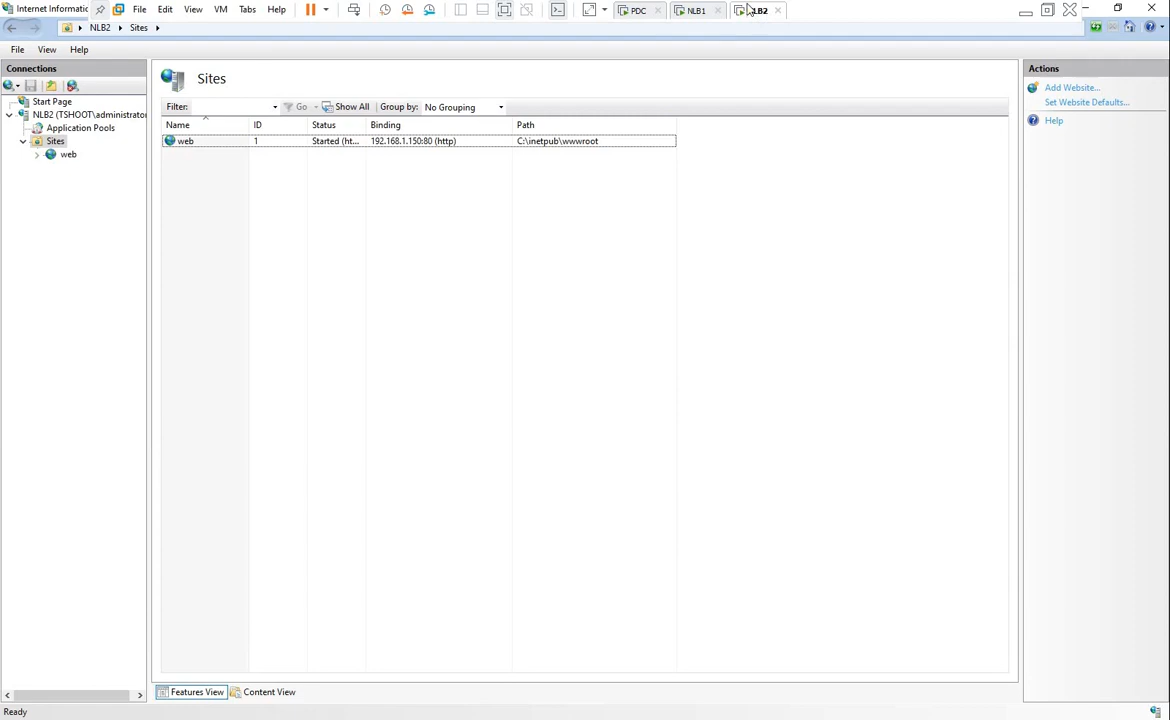 Internet Informatic
File Edit View VM Tabs Help
PDC
NLB1
NLB2 Sites
File View Help
Connections
Start Page
NLB2 (TSHOOT\administrator
Application Pools
Sites
web
Sites
Filter: Go Show All Group by: No Grouping
Name ID Status Binding Path
web 1 Started (ht... 192.168.1.150:80 (http) C:\inetpub\wwwroot
Features View Content View
Actions
Add Website...
Set Website Defaults...
Help
Ready